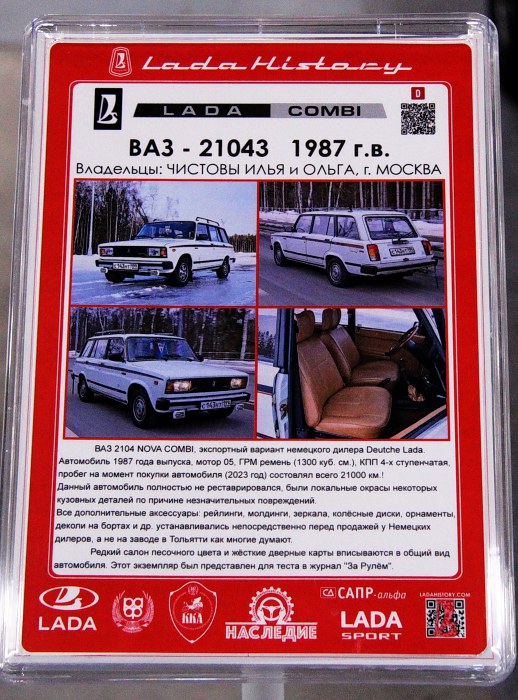 Lada History
D
LADA COMBI
ВАЗ - 21043 1987 г.в.
Владельцы: ЧИСТОВЫ ИЛЬЯ и ОЛЬГА, г. МОСКВА
ВАЗ 2104 NOVA COMBI, экспортный вариант немецкого дилера Deutche Lada.
Автомобиль 1987 года выпуска, мотор 05, ГРМ ремень (1300 куб. см.), КПП 4-х ступенчатая,
пробег на момент покупки автомобиля (2023 год) состоялял всего 21000 км.!
Данный автомобиль полностью не реставрировался, были локальные окрасы некоторых
кузовных деталей по причине незначительных повреждений.
Все дополнительные аксессуары: рейлинги, молдинги, зеркала, колёсные диски, орнаменты,
деколи на бортах и др. устанавливались непосредственно перед продажей у Немецких
дилеров, а не на заводе в Тольятти как многие думают.
Редкий салон песочного цвета и жёсткие дверные карты вписываются в общий вид
автомобиля. Этот экземпляр был представлен для теста в журнал "За Рулём".
LADA
ККА
НАСЛЕДИЕ
СД САПР-альфа
LADA
SPORT
LADAHISTORY.COM